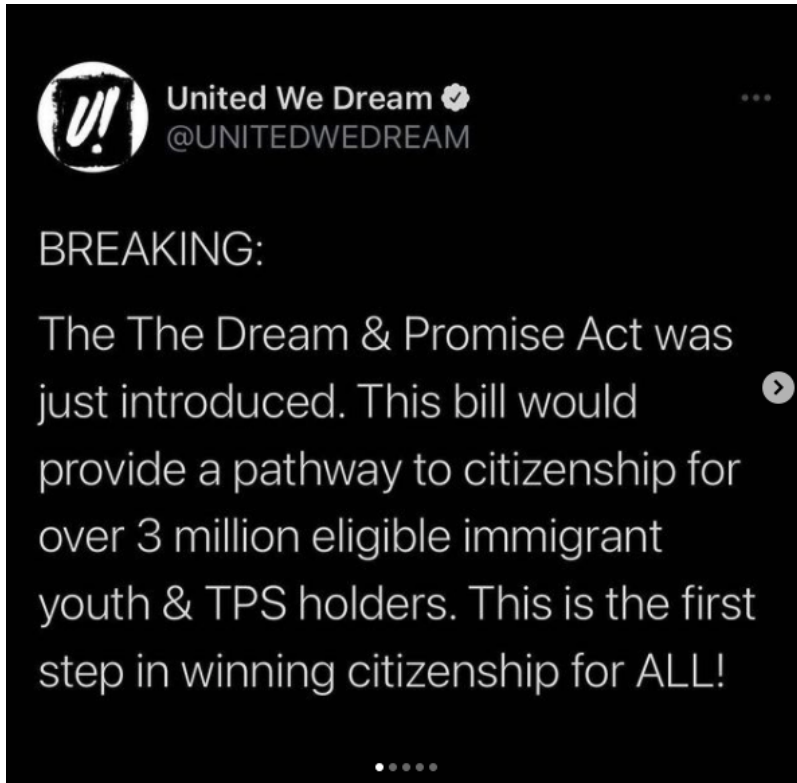 U!
United We Dream
@UNITEDWEDREAM
BREAKING:
The The Dream & Promise Act was
just introduced. This bill would
provide a pathway to citizenship for
over 3 million eligible immigrant
youth & TPS holders. This is the first
step in winning citizenship for ALL!